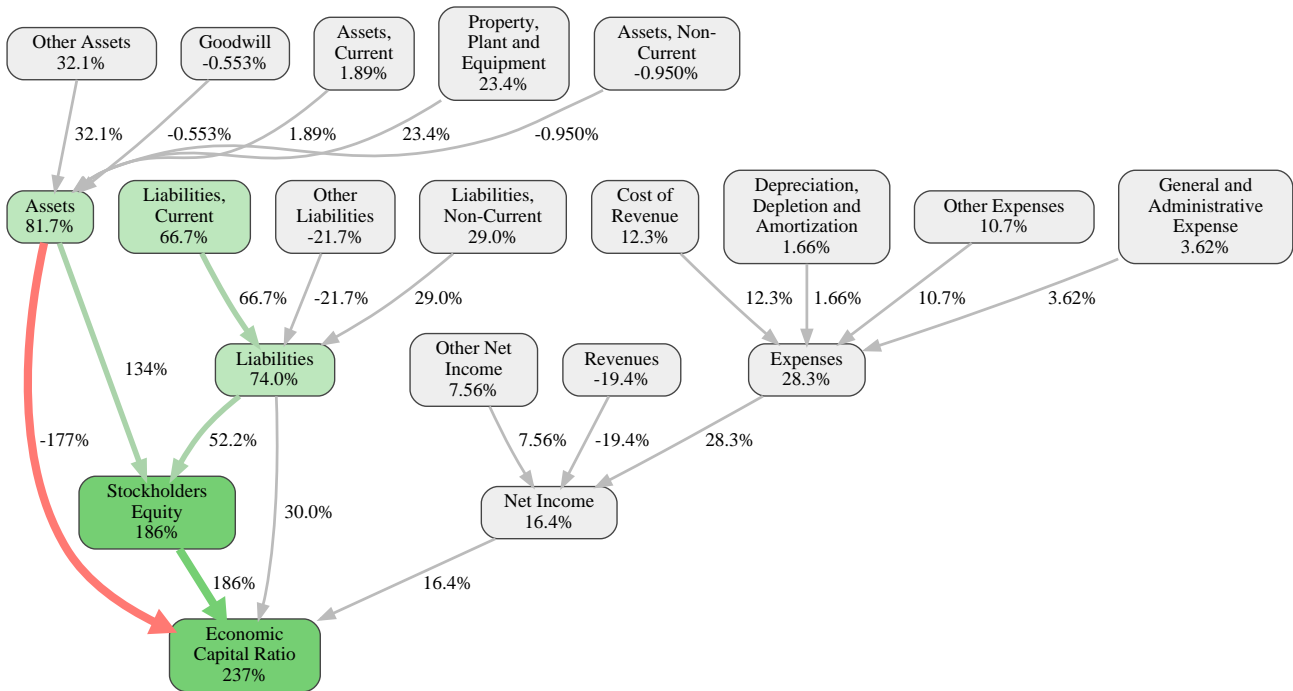 Other Assets
32.1%
Goodwill
-0.553%
Assets,
Current
1.89%
Property,
Plant and
Equipment
23.4%
Assets, Non-
Current
-0.950%
32.1%
-0.553%
1.89%
23.4%
-0.950%
Assets
81.7%
Liabilities,
Current
66.7%
Other
Liabilities
-21.7%
Liabilities,
Non-Current
29.0%
Cost of
Revenue
12.3%
Depreciation,
Depletion and
Amortization
1.66%
Other Expenses
10.7%
General and
Administrative
Expense
3.62%
66.7%
-21.7%
29.0%
12.3%
1.66%
10.7%
3.62%
Liabilities
74.0%
Other Net
Income
7.56%
Revenues
-19.4%
Expenses
28.3%
134%
-177%
52.2%
7.56%
-19.4%
28.3%
Stockholders
Equity
186%
30.0%
Net Income
16.4%
186%
16.4%
Economic
Capital Ratio
237%